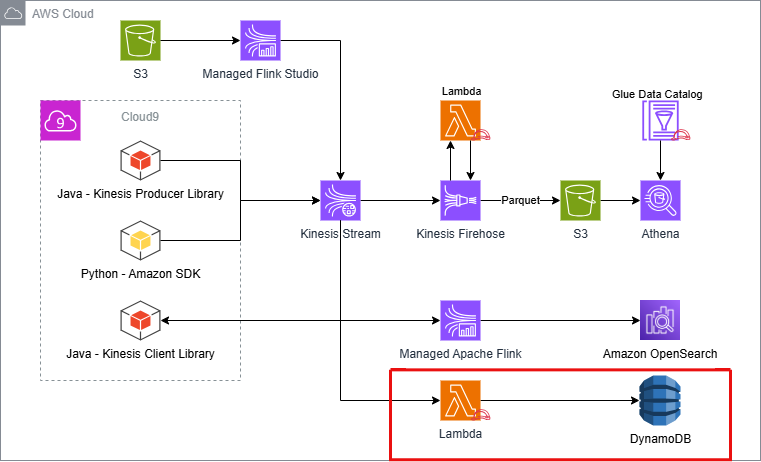 AWS Cloud
S3
Managed Flink Studio
Lambda
Glue Data Catalog
9
Cloud9
Java - Kinesis Producer Library
Kinesis Stream
Kinesis Firehose
Parquet
S3
Athena
Python - Amazon SDK
Java - Kinesis Client Library
Managed Apache Flink
Amazon OpenSearch
Lambda
DynamoDB